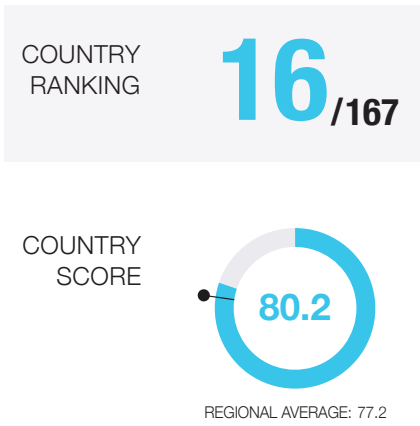 COUNTRY
RANKING
16/167
COUNTRY
SCORE
80.2
REGIONAL AVERAGE: 77.2